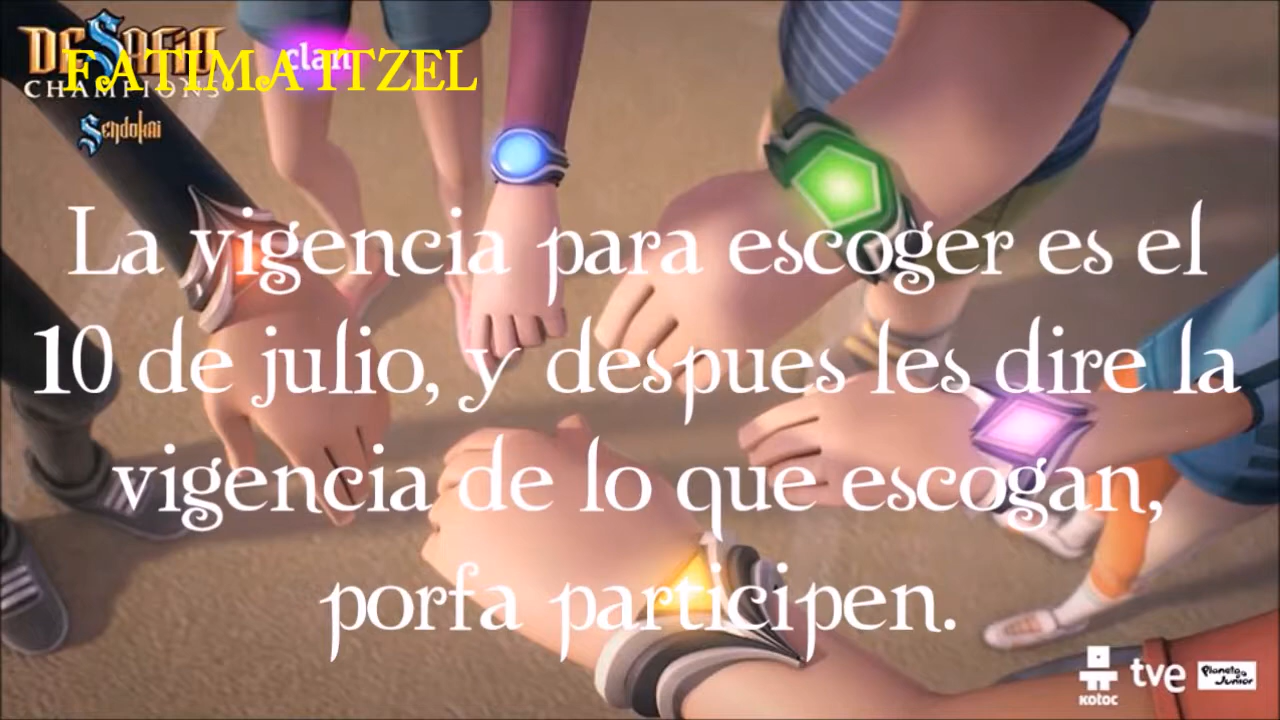 DESAFIO
CHAMPIONS
Sendokai
clan
FATIMA ITZEL
La vigencia para escoger es el
10 de julio, y despues les dire la
vigencia de lo que escogan,
porfa participen.
KOTOC
tve
Planeta
Junior